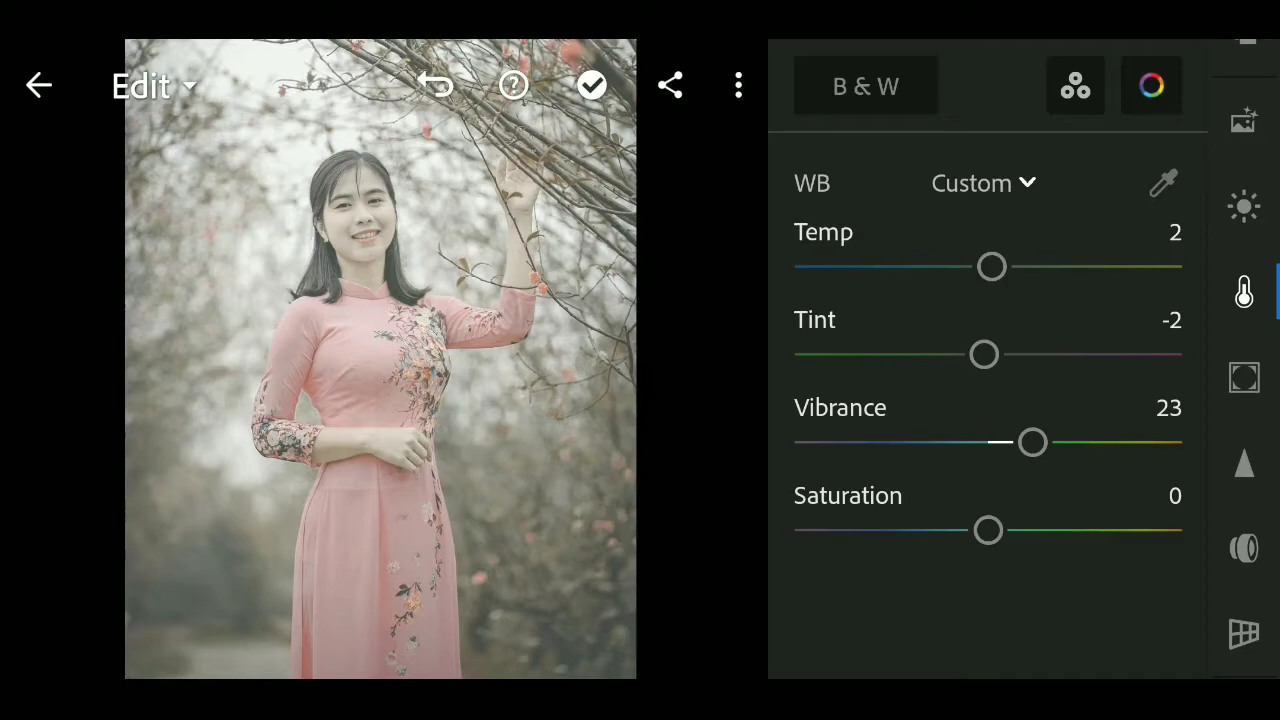 Edit
B & W
WB Custom
Temp 2
Tint -2
Vibrance 23
Saturation 0